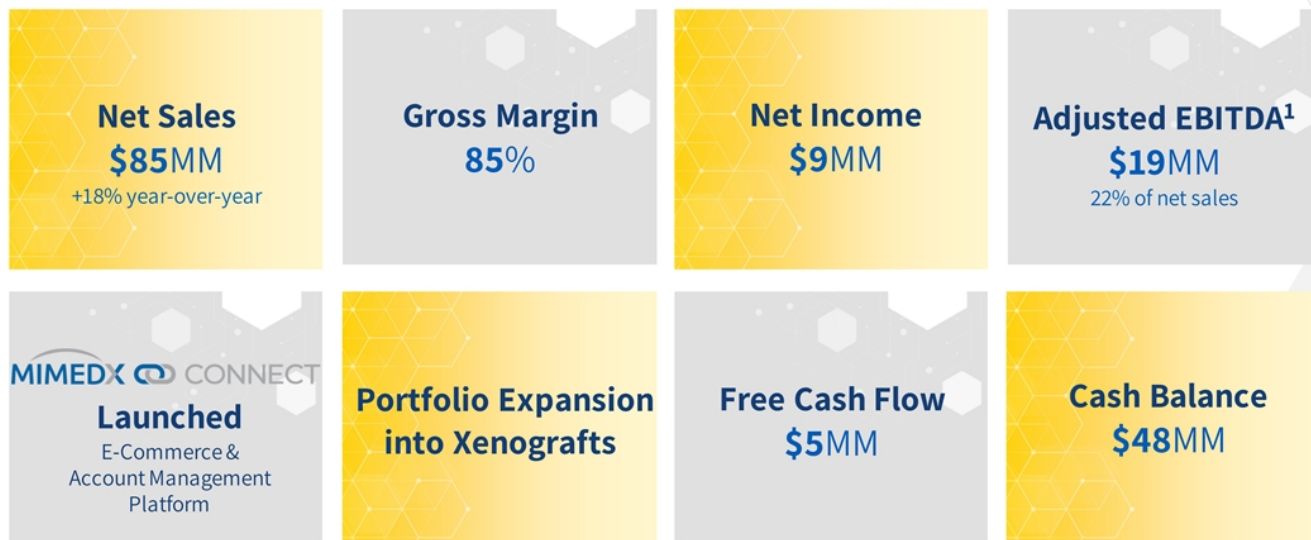 Net Sales
$85MM
+18% year-over-year
Gross Margin
85%
Net Income
$9MM
Adjusted EBITDA¹
$19MM
22% of net sales
MIMEDX CONNECT
Launched
E-Commerce &
Account Management
Platform
Portfolio Expansion
into Xenografts
Free Cash Flow
$5MM
Cash Balance
$48MM